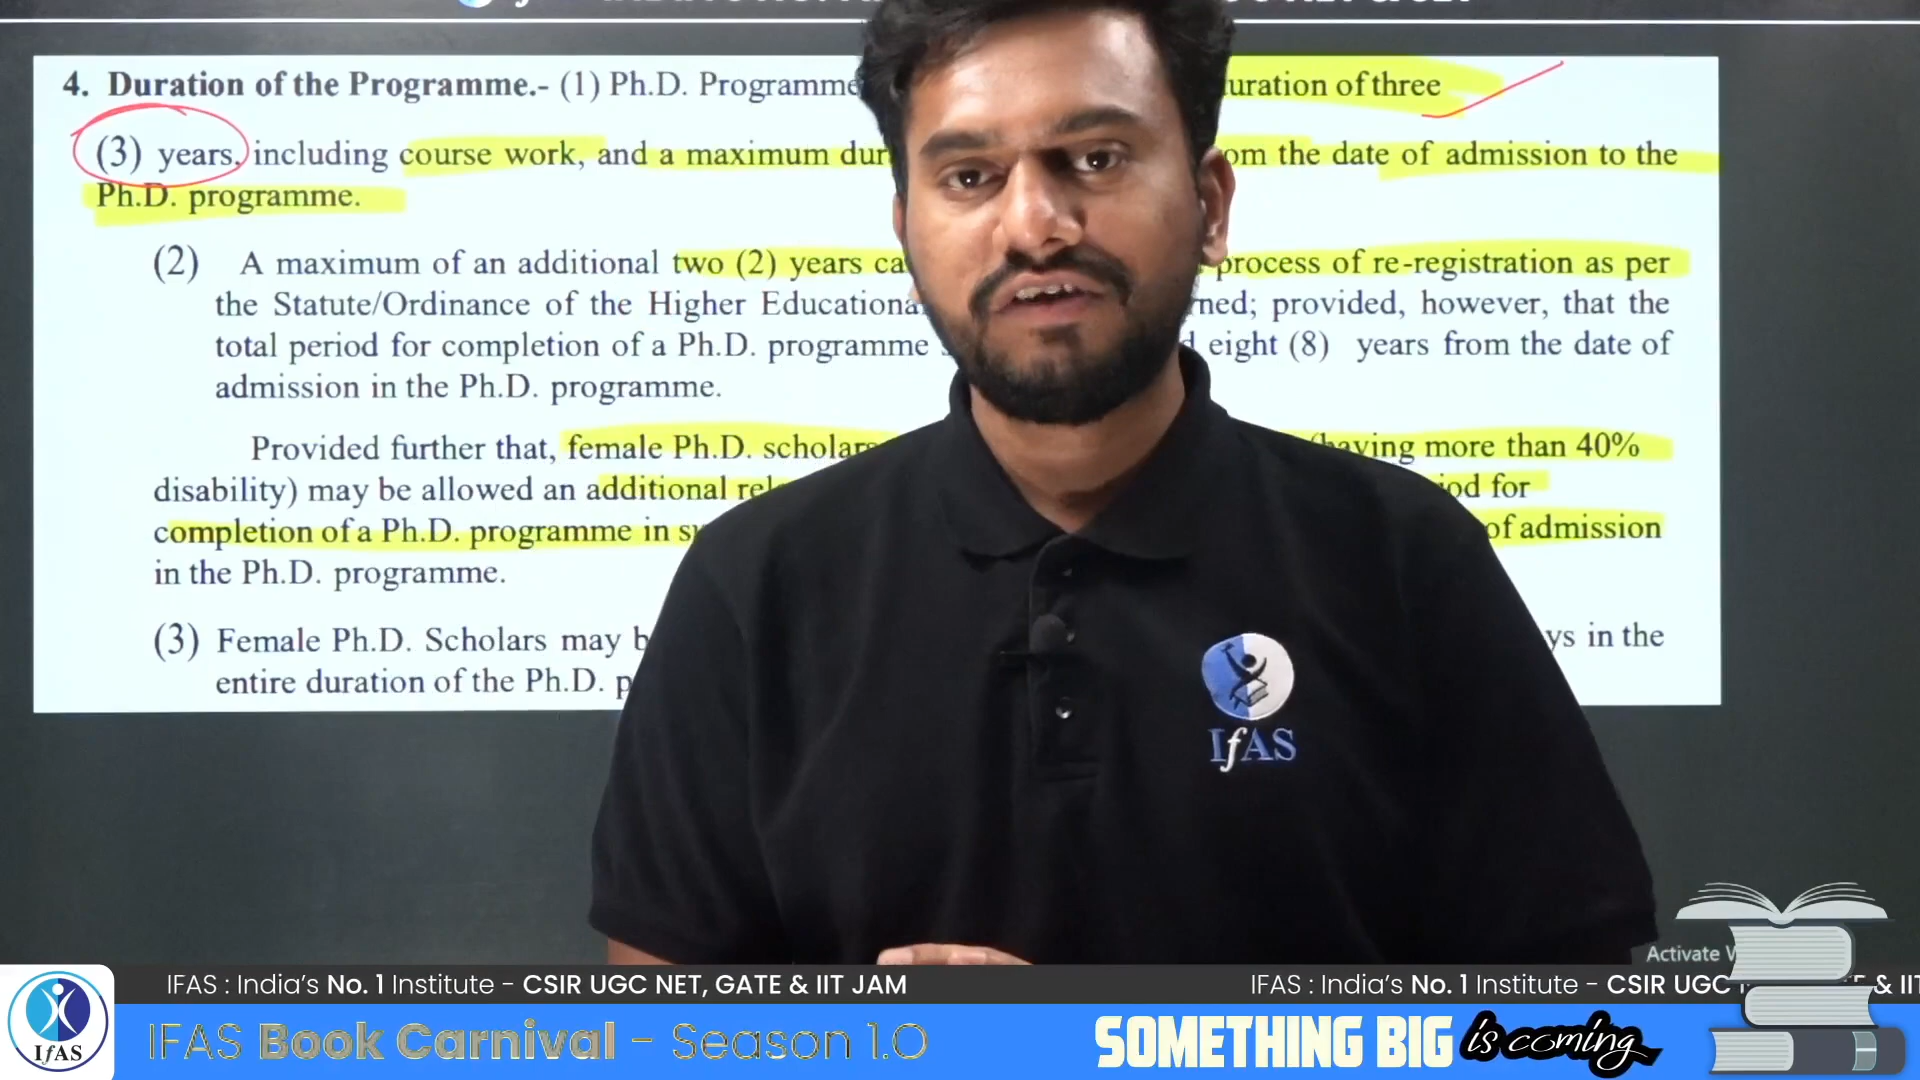 4. Duration of the Programme.- (1) Ph.D. Programme uration of three
(3) years, including course work, and a maximum dur om the date of admission to the
Ph.D. programme.
(2) A maximum of an additional two (2) years ca process of re-registration as per
the Statute/Ordinance of the Higher Educationa ned; provided, however, that the
total period for completion of a Ph.D. programme d eight (8) years from the date of
admission in the Ph.D. programme.
Provided further that, female Ph.D. scholars (having more than 40%
disability) may be allowed an additional rel iod for
completion of a Ph.D. programme in su of admission
in the Ph.D. programme.
(3) Female Ph.D. Scholars may b ys in the
entire duration of the Ph.D. p
IfAS
Activate W
IFAS : India's No. 1 Institute - CSIR UGC NET, GATE & IIT JAM IFAS : India's No. 1 Institute - CSIR UGC & IIT
IfAS IFAS Book Carnival - Season 1.0 SOMETHING BIG is coming